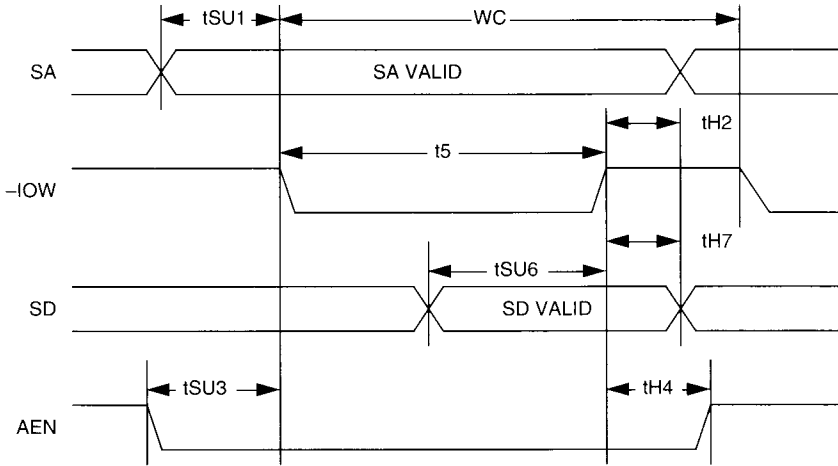 tSU1
WC
SA
SA VALID
tH2
t5
–IOW
tH7
tSU6
SD
SD VALID
tSU3
tH4
AEN